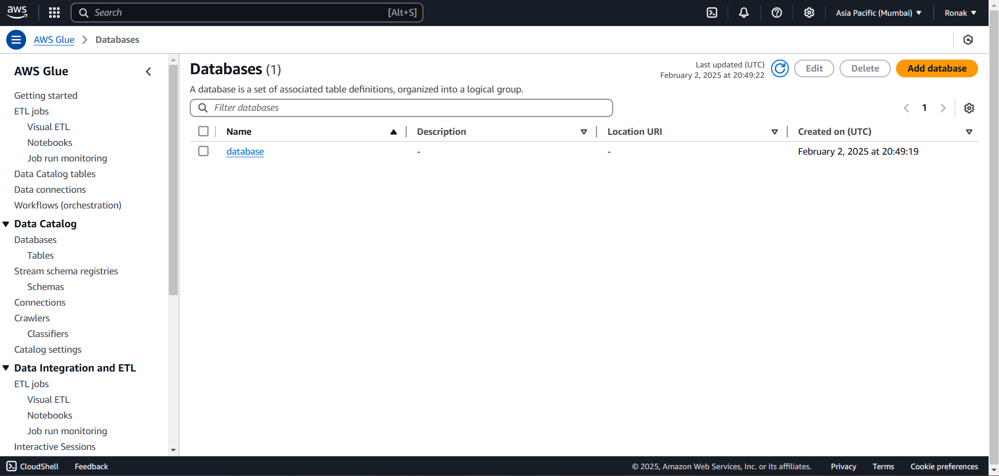 aws
Search [Alt+S]
Asia Pacific (Mumbai)
Ronak
AWS Glue > Databases
AWS Glue
Getting started
ETL jobs
Visual ETL
Notebooks
Job run monitoring
Data Catalog tables
Data connections
Workflows (orchestration)
Data Catalog
Databases
Tables
Stream schema registries
Schemas
Connections
Crawlers
Classifiers
Catalog settings
Data Integration and ETL
ETL jobs
Visual ETL
Notebooks
Job run monitoring
Interactive Sessions
Databases (1)
Last updated (UTC)
February 2, 2025 at 20:49:22
Edit
Delete
Add database
A database is a set of associated table definitions, organized into a logical group.
Filter databases
1
Name Description Location URI Created on (UTC)
database - - February 2, 2025 at 20:49:19
CloudShell Feedback © 2025, Amazon Web Services, Inc. or its affiliates. Privacy Terms Cookie preferences